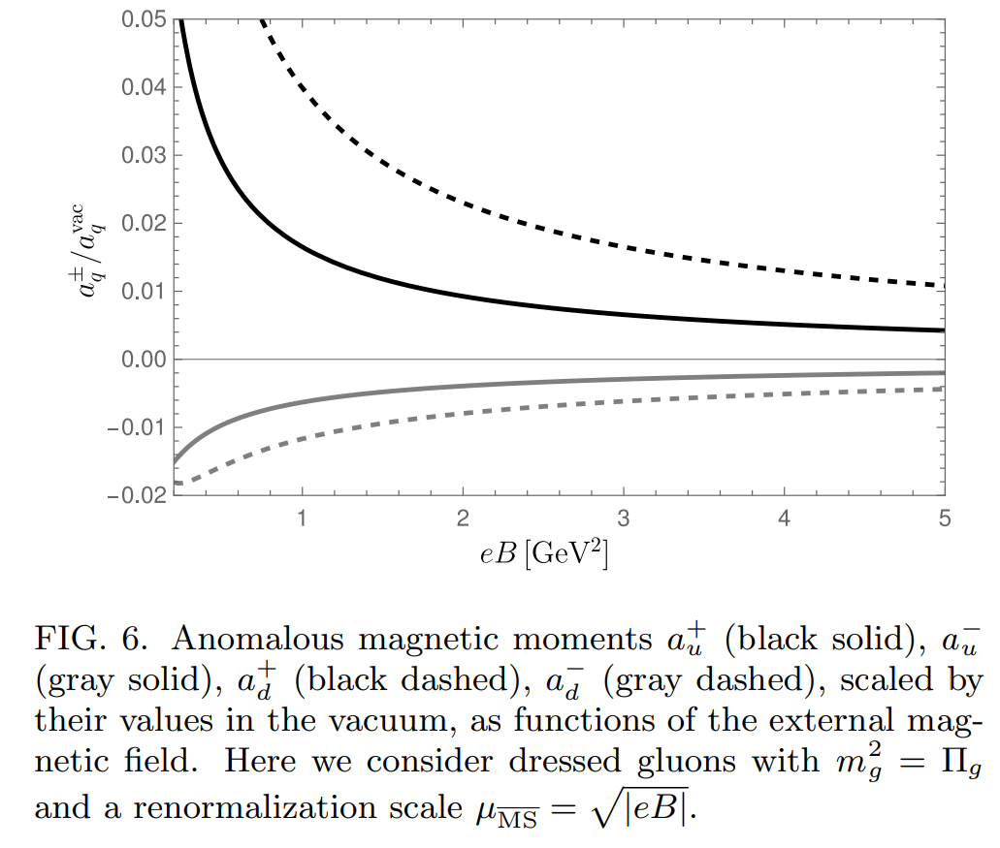 0.05
0.04
0.03
0.02
0.01
0.00
−0.01
−0.02
a_q^±/a_q^vac
1 2 3 4 5
eB [GeV²]
FIG. 6. Anomalous magnetic moments a_u^+ (black solid), a_u^−
(gray solid), a_d^+ (black dashed), a_d^− (gray dashed), scaled by
their values in the vacuum, as functions of the external mag-
netic field. Here we consider dressed gluons with m_g^2 = Π_g
and a renormalization scale μ_{\overline{MS}} = √|eB|.